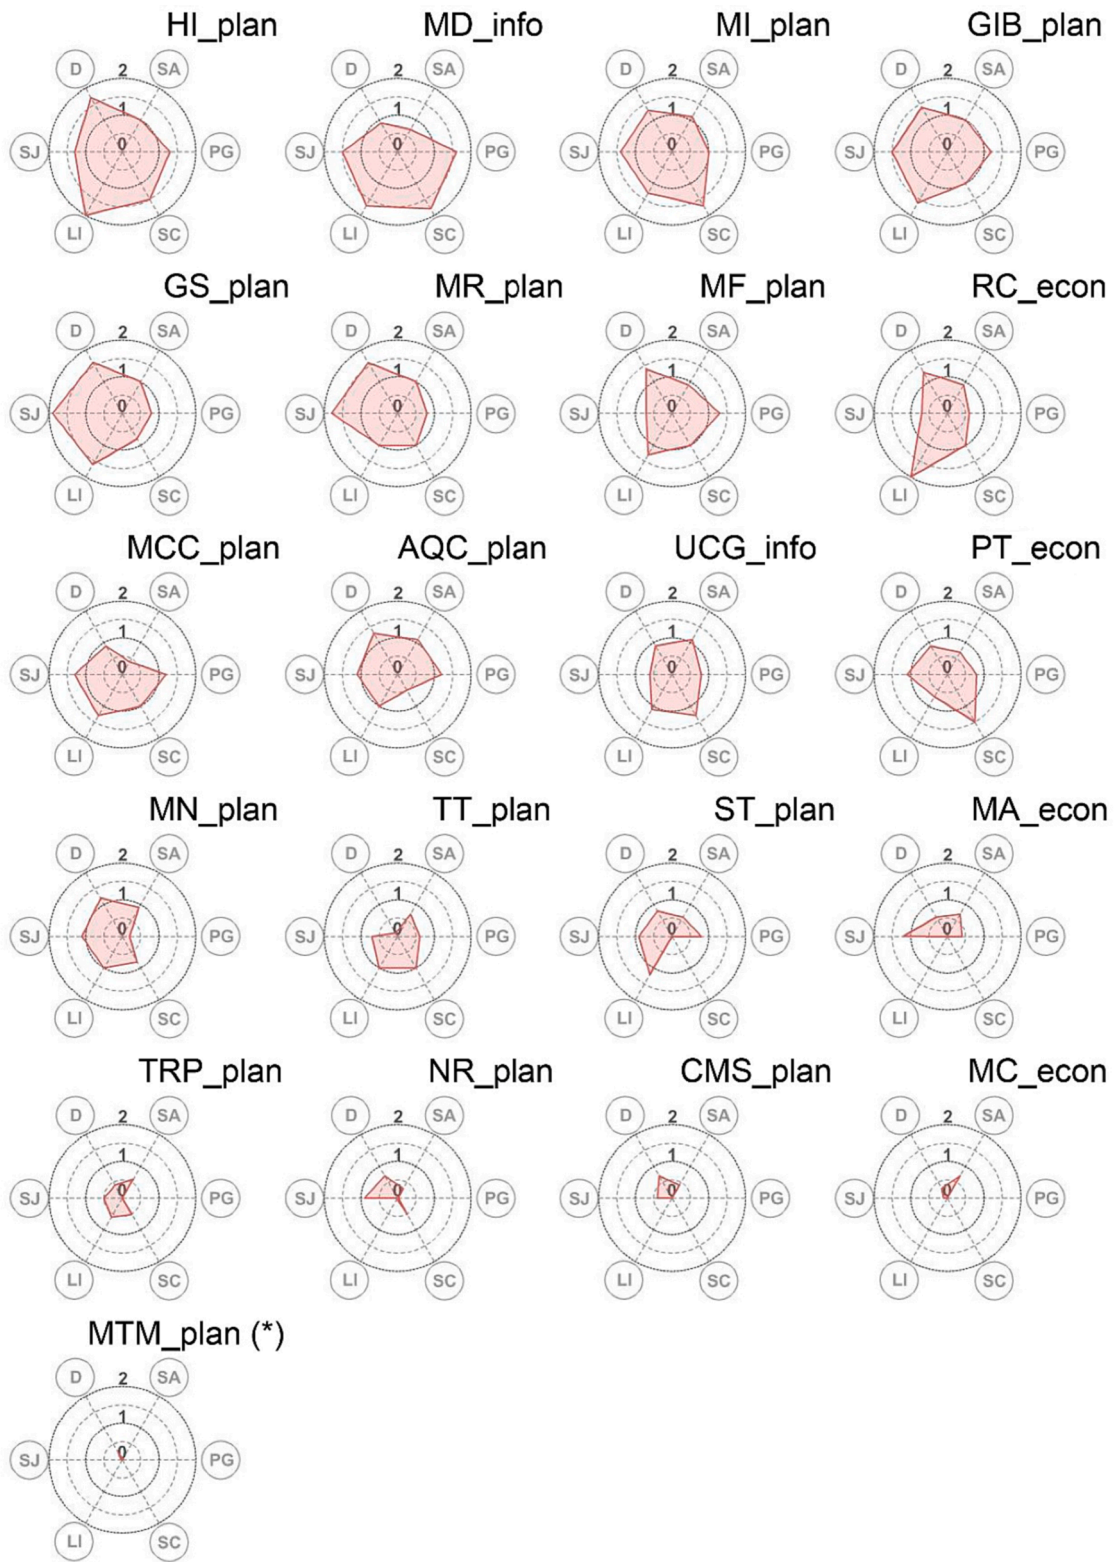 HI_plan MD_info MI_plan GIB_plan
D 2 SA D 2 SA D 2 SA D 2 SA
1 1 1 1
SJ 0 PG SJ 0 PG SJ 0 PG SJ 0 PG
LI SC LI SC LI SC LI SC
GS_plan MR_plan MF_plan RC_econ
D 2 SA D 2 SA D 2 SA D 2 SA
1 1 1 1
SJ 0 PG SJ 0 PG SJ 0 PG SJ 0 PG
LI SC LI SC LI SC LI SC
MCC_plan AQC_plan UCG_info PT_econ
D 2 SA D 2 SA D 2 SA D 2 SA
1 1 1 1
SJ 0 PG SJ 0 PG SJ 0 PG SJ 0 PG
LI SC LI SC LI SC LI SC
MN_plan TT_plan ST_plan MA_econ
D 2 SA D 2 SA D 2 SA D 2 SA
1 1 1 1
SJ 0 PG SJ 0 PG SJ 0 PG SJ 0 PG
LI SC LI SC LI SC LI SC
TRP_plan NR_plan CMS_plan MC_econ
D 2 SA D 2 SA D 2 SA D 2 SA
1 1 1 1
SJ 0 PG SJ 0 PG SJ 0 PG SJ 0 PG
LI SC LI SC LI SC LI SC
MTM_plan (*)
D 2 SA
1
SJ 0 PG
LI SC